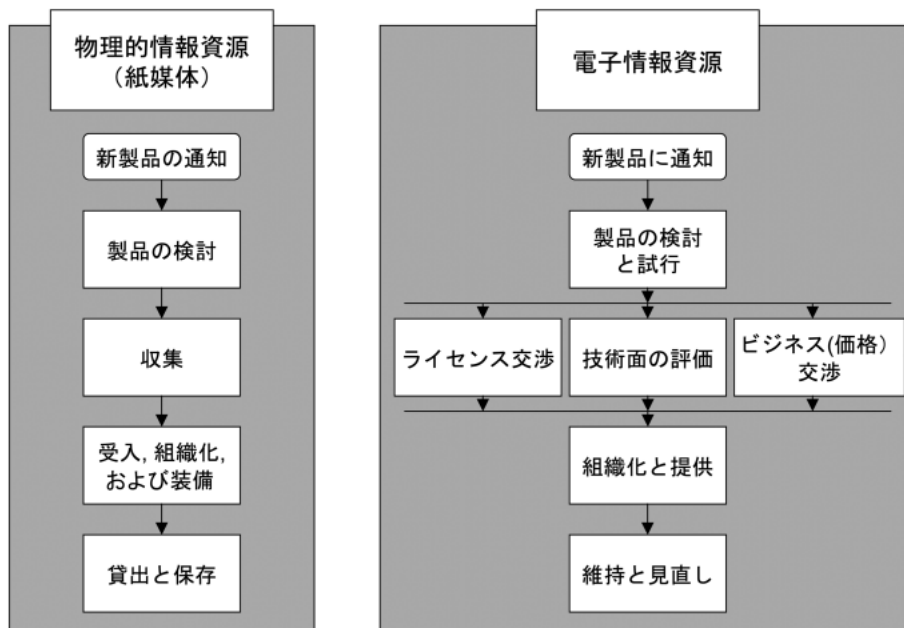 物理的情報資源
（紙媒体）
新製品の通知
製品の検討
収集
受入, 組織化,
および装備
貸出と保存
電子情報資源
新製品に通知
製品の検討
と試行
ライセンス交渉
技術面の評価
ビジネス(価格）
交渉
組織化と提供
維持と見直し